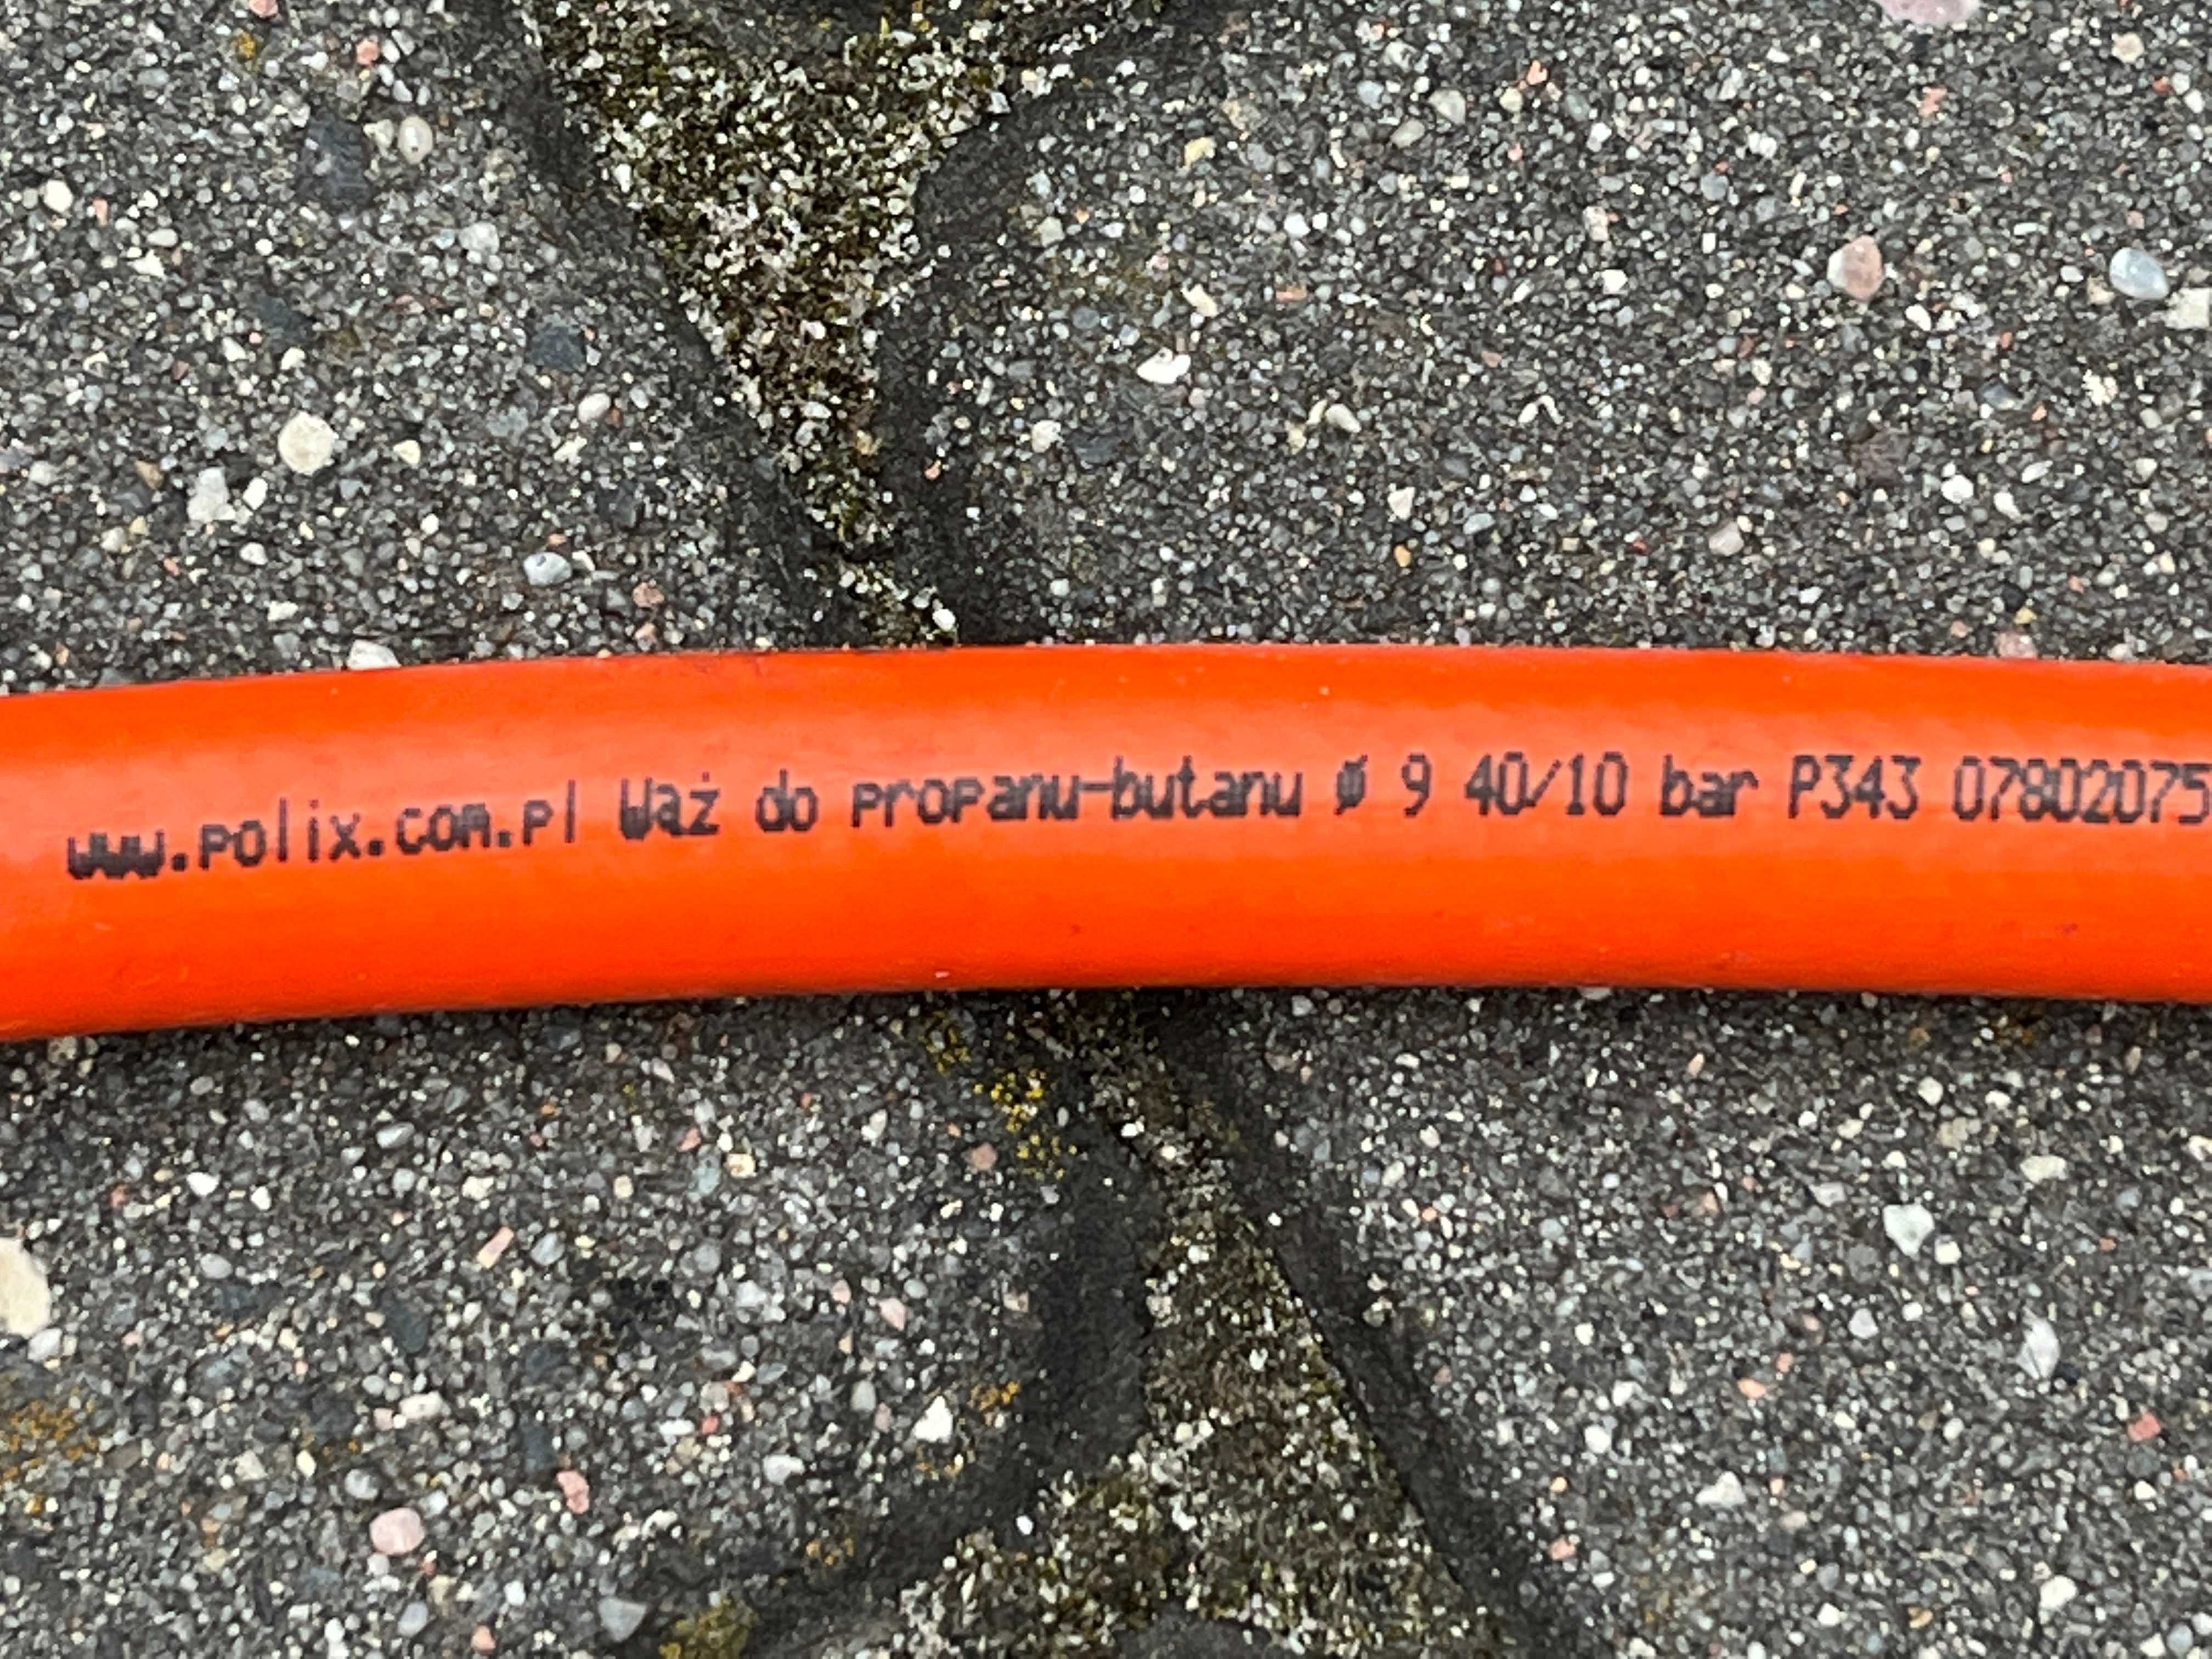 www.polix.com.pl Wąż do propanu-butanu Ø 9 40/10 bar P343 07802075